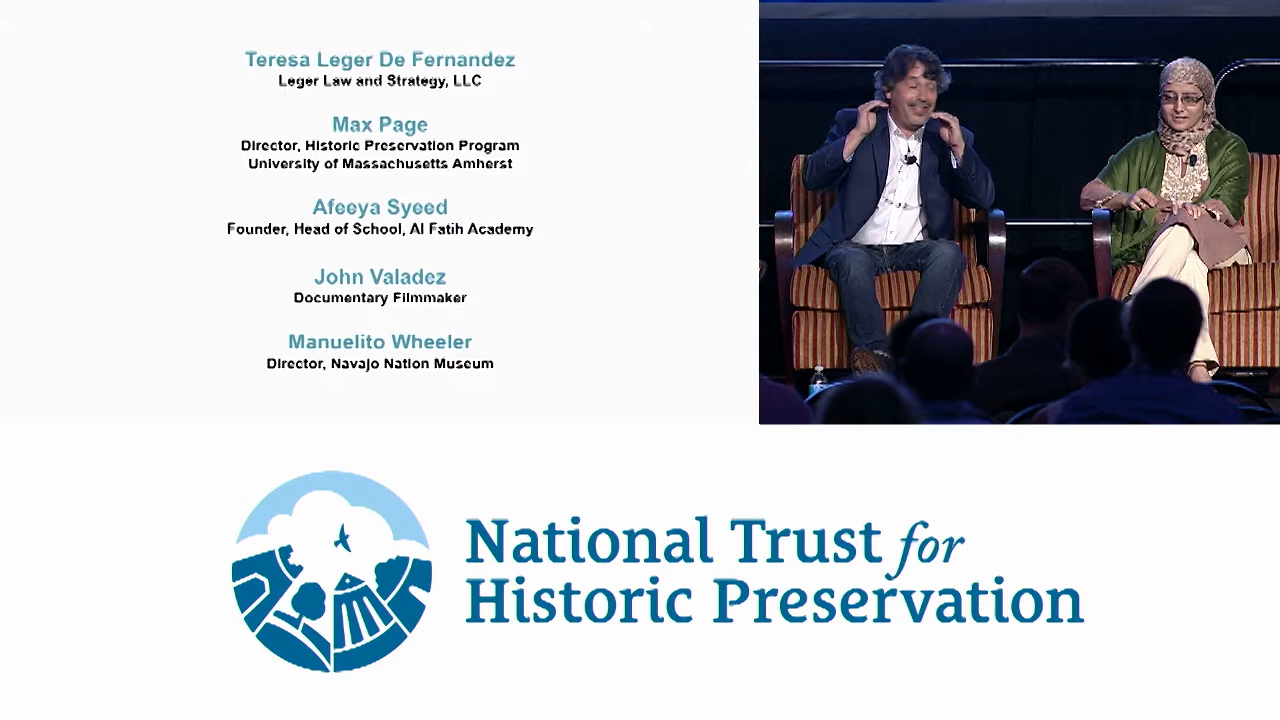 Teresa Leger De Fernandez
Leger Law and Strategy, LLC
Max Page
Director, Historic Preservation Program
University of Massachusetts Amherst
Afeeya Syeed
Founder, Head of School, Al Fatih Academy
John Valadez
Documentary Filmmaker
Manuelito Wheeler
Director, Navajo Nation Museum
National Trust for
Historic Preservation